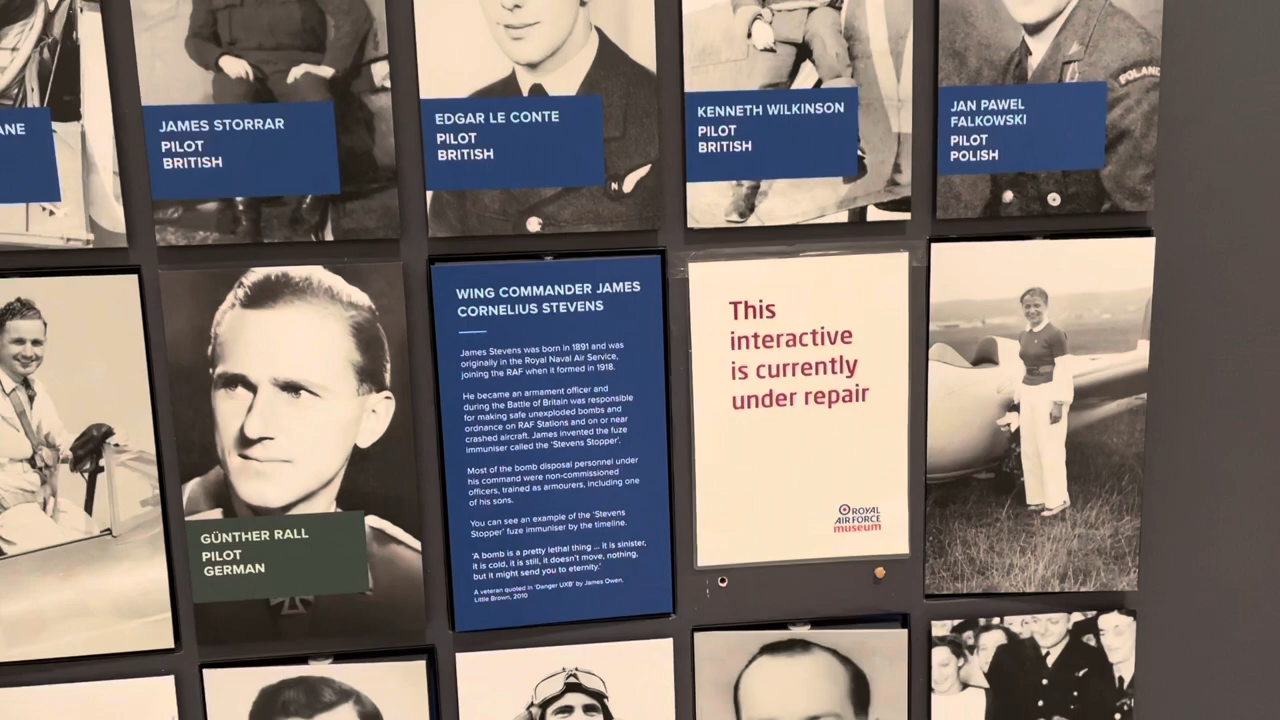 ANE
JAMES STORRAR
PILOT
BRITISH
EDGAR LE CONTE
PILOT
BRITISH
N
KENNETH WILKINSON
PILOT
BRITISH
JAN PAWEL
FALKOWSKI
PILOT
POLISH
POLAND
GÜNTHER RALL
PILOT
GERMAN
WING COMMANDER JAMES
CORNELIUS STEVENS
James Stevens was born in 1891 and was
originally in the Royal Naval Air Service,
joining the RAF when it formed in 1918.
He became an armament officer and
during the Battle of Britain was responsible
for making safe unexploded bombs and
ordnance on RAF Stations and on or near
crashed aircraft. James invented the fuze
immuniser called the ‘Stevens Stopper’.
Most of the bomb disposal personnel under
his command were non-commissioned
officers, trained as armourers, including one
of his sons.
You can see an example of the ‘Stevens
Stopper’ fuze immuniser by the timeline.
‘A bomb is a pretty lethal thing ... it is sinister,
it is cold, it is still, it doesn’t move, nothing,
but it might send you to eternity.’
A veteran quoted in ‘Danger UXB’ by James Owen,
Little Brown, 2010
This
interactive
is currently
under repair
ROYAL
AIR FORCE
museum